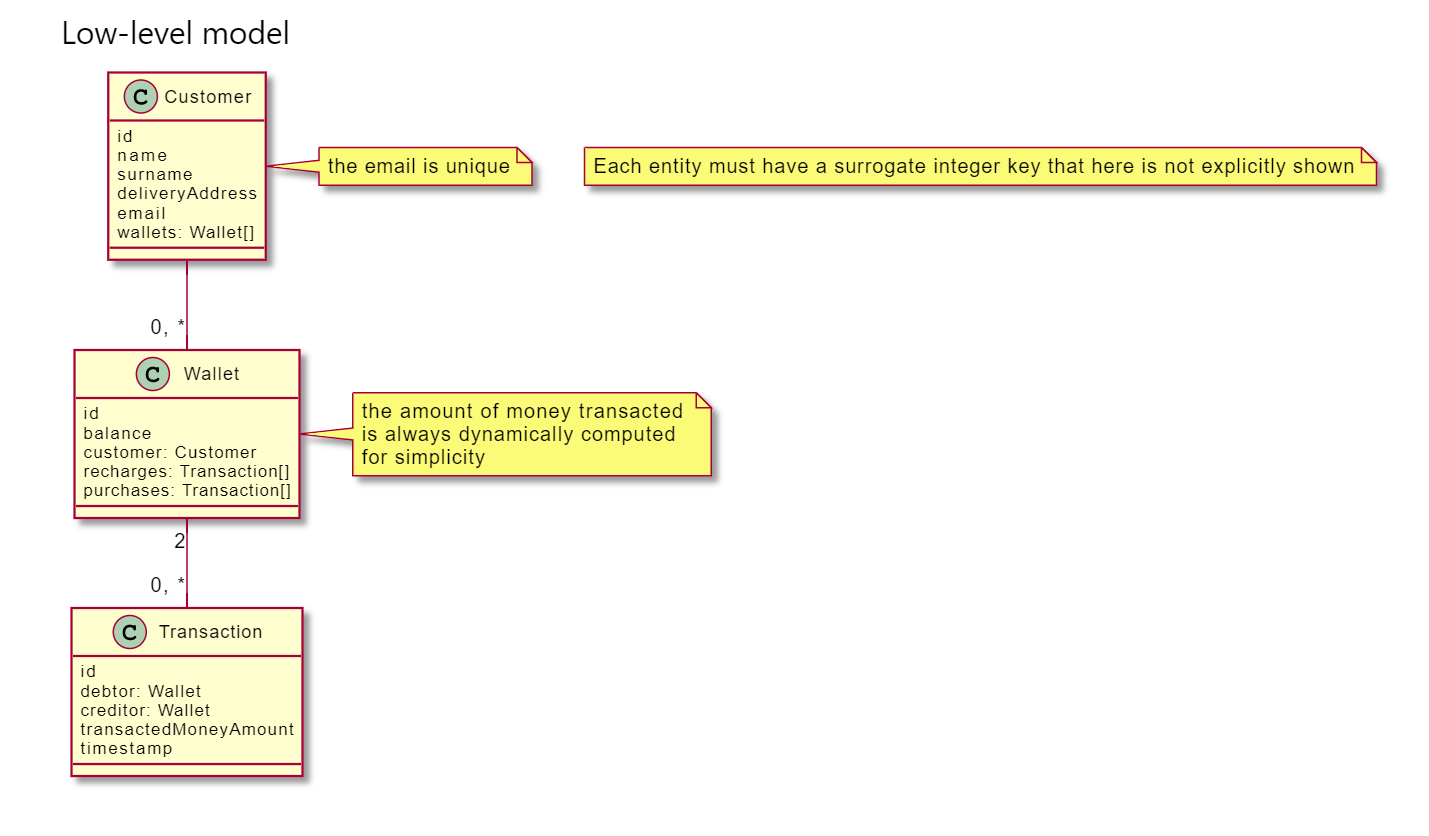 Low-level model
C Customer
id
name
surname
deliveryAddress
email
wallets: Wallet[]
the email is unique
Each entity must have a surrogate integer key that here is not explicitly shown
0, *
C Wallet
id
balance
customer: Customer
recharges: Transaction[]
purchases: Transaction[]
the amount of money transacted
is always dynamically computed
for simplicity
2
0, *
C Transaction
id
debtor: Wallet
creditor: Wallet
transactedMoneyAmount
timestamp